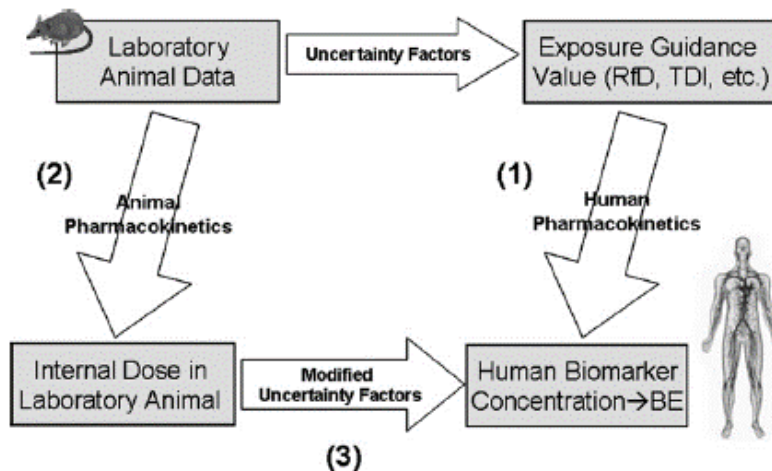 Laboratory
Animal Data
Uncertainty Factors
Exposure Guidance
Value (RfD, TDI, etc.)
(2)
Animal
Pharmacokinetics
(1)
Human
Pharmacokinetics
Internal Dose in
Laboratory Animal
Modified
Uncertainty Factors
Human Biomarker
Concentration→BE
(3)